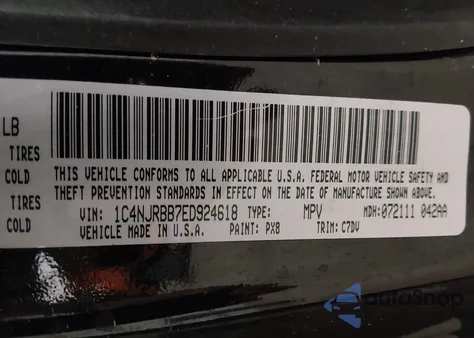 LB
TIRES
COLD
TIRES
COLD
THIS VEHICLE CONFORMS TO ALL APPLICABLE U.S.A. FEDERAL MOTOR VEHICLE SAFETY AND
THEFT PREVENTION STANDARDS IN EFFECT ON THE DATE OF MANUFACTURE SHOWN ABOVE.
VIN: 1C4NJRBB7ED924618 TYPE: MPV MDH: 072111 042AA
VEHICLE MADE IN U.S.A. PAINT: PX8 TRIM: C7DV
autoSnap